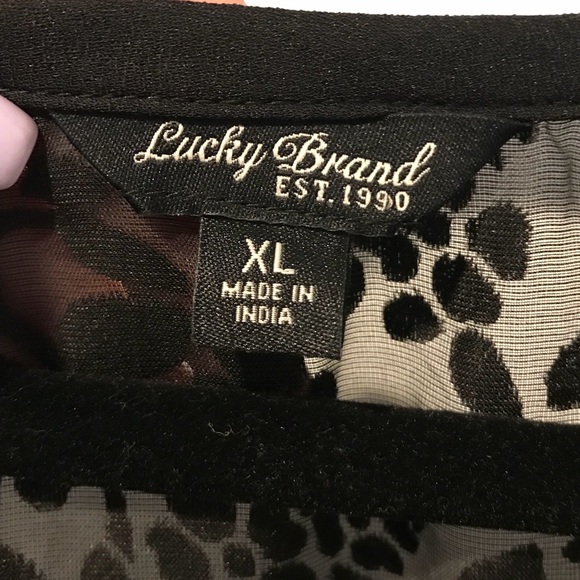 Lucky Brand
EST. 1990
XL
MADE IN
INDIA